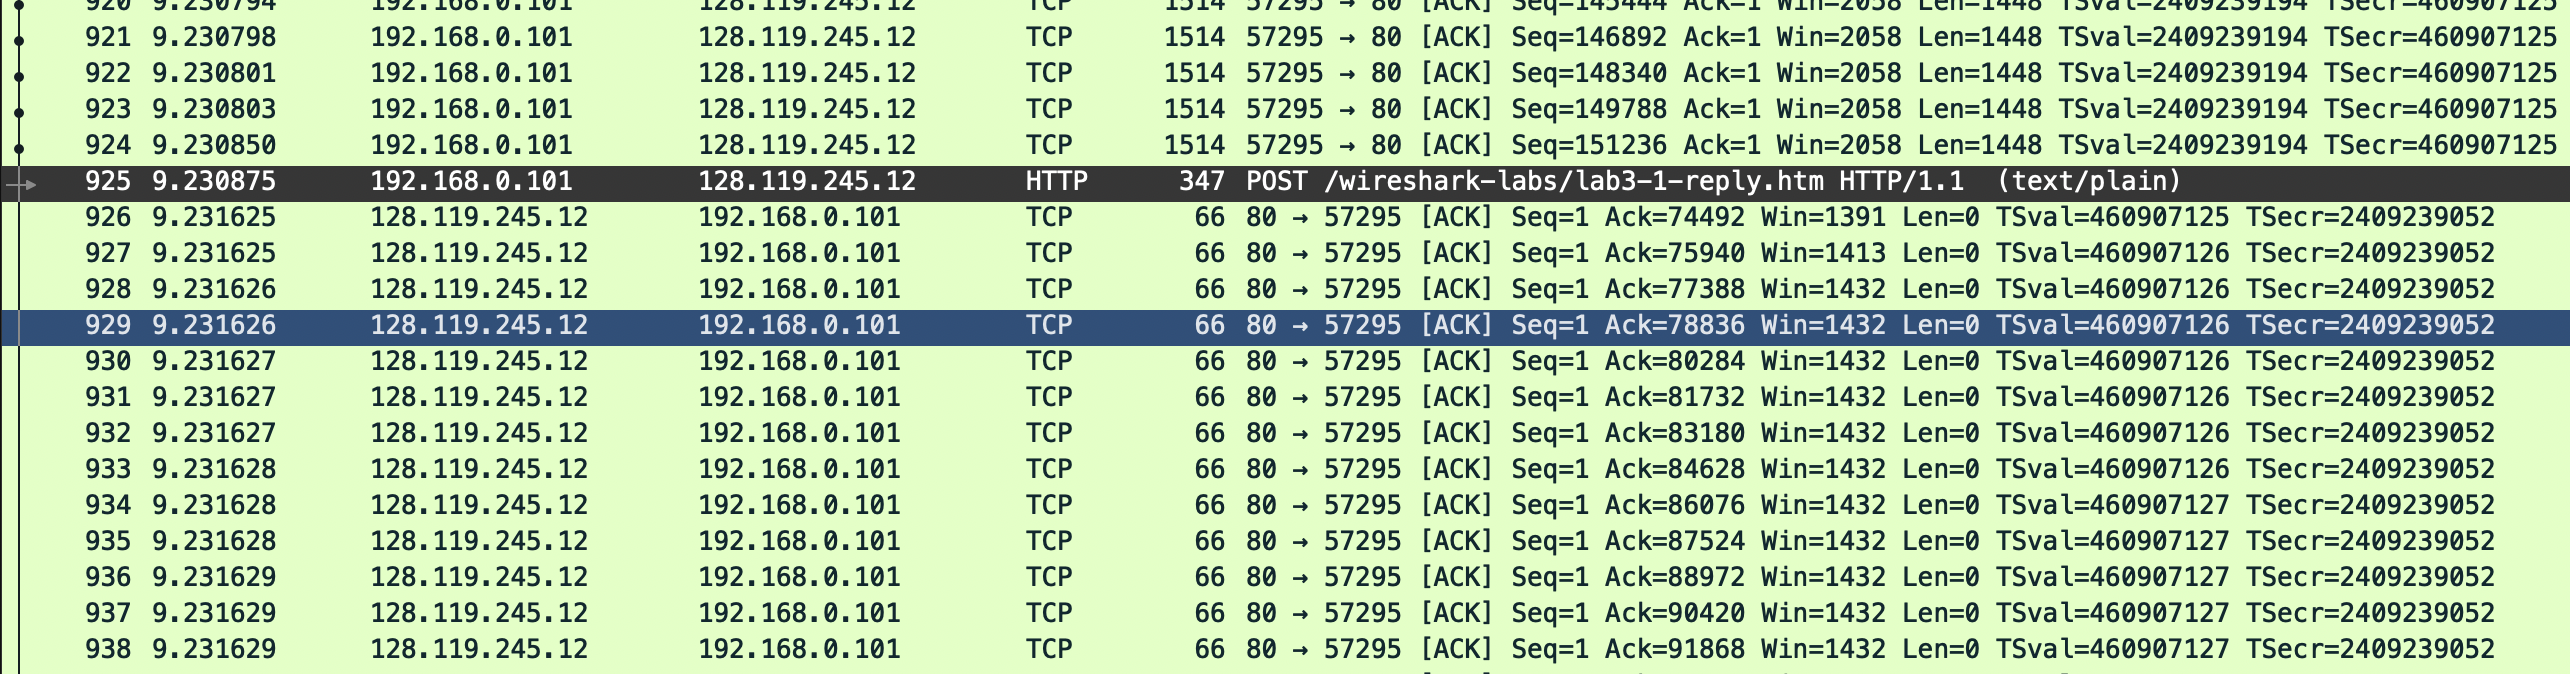 920 9.230794 192.168.0.101 128.119.245.12 TCP 1514 57295 → 80 [ACK] Seq=145444 Ack=1 Win=2058 Len=1448 TSval=2409239194 TSecr=460907125
921 9.230798 192.168.0.101 128.119.245.12 TCP 1514 57295 → 80 [ACK] Seq=146892 Ack=1 Win=2058 Len=1448 TSval=2409239194 TSecr=460907125
922 9.230801 192.168.0.101 128.119.245.12 TCP 1514 57295 → 80 [ACK] Seq=148340 Ack=1 Win=2058 Len=1448 TSval=2409239194 TSecr=460907125
923 9.230803 192.168.0.101 128.119.245.12 TCP 1514 57295 → 80 [ACK] Seq=149788 Ack=1 Win=2058 Len=1448 TSval=2409239194 TSecr=460907125
924 9.230850 192.168.0.101 128.119.245.12 TCP 1514 57295 → 80 [ACK] Seq=151236 Ack=1 Win=2058 Len=1448 TSval=2409239194 TSecr=460907125
925 9.230875 192.168.0.101 128.119.245.12 HTTP 347 POST /wireshark-labs/lab3-1-reply.htm HTTP/1.1 (text/plain)
926 9.231625 128.119.245.12 192.168.0.101 TCP 66 80 → 57295 [ACK] Seq=1 Ack=74492 Win=1391 Len=0 TSval=460907125 TSecr=2409239052
927 9.231625 128.119.245.12 192.168.0.101 TCP 66 80 → 57295 [ACK] Seq=1 Ack=75940 Win=1413 Len=0 TSval=460907126 TSecr=2409239052
928 9.231626 128.119.245.12 192.168.0.101 TCP 66 80 → 57295 [ACK] Seq=1 Ack=77388 Win=1432 Len=0 TSval=460907126 TSecr=2409239052
929 9.231626 128.119.245.12 192.168.0.101 TCP 66 80 → 57295 [ACK] Seq=1 Ack=78836 Win=1432 Len=0 TSval=460907126 TSecr=2409239052
930 9.231627 128.119.245.12 192.168.0.101 TCP 66 80 → 57295 [ACK] Seq=1 Ack=80284 Win=1432 Len=0 TSval=460907126 TSecr=2409239052
931 9.231627 128.119.245.12 192.168.0.101 TCP 66 80 → 57295 [ACK] Seq=1 Ack=81732 Win=1432 Len=0 TSval=460907126 TSecr=2409239052
932 9.231627 128.119.245.12 192.168.0.101 TCP 66 80 → 57295 [ACK] Seq=1 Ack=83180 Win=1432 Len=0 TSval=460907126 TSecr=2409239052
933 9.231628 128.119.245.12 192.168.0.101 TCP 66 80 → 57295 [ACK] Seq=1 Ack=84628 Win=1432 Len=0 TSval=460907126 TSecr=2409239052
934 9.231628 128.119.245.12 192.168.0.101 TCP 66 80 → 57295 [ACK] Seq=1 Ack=86076 Win=1432 Len=0 TSval=460907127 TSecr=2409239052
935 9.231628 128.119.245.12 192.168.0.101 TCP 66 80 → 57295 [ACK] Seq=1 Ack=87524 Win=1432 Len=0 TSval=460907127 TSecr=2409239052
936 9.231629 128.119.245.12 192.168.0.101 TCP 66 80 → 57295 [ACK] Seq=1 Ack=88972 Win=1432 Len=0 TSval=460907127 TSecr=2409239052
937 9.231629 128.119.245.12 192.168.0.101 TCP 66 80 → 57295 [ACK] Seq=1 Ack=90420 Win=1432 Len=0 TSval=460907127 TSecr=2409239052
938 9.231629 128.119.245.12 192.168.0.101 TCP 66 80 → 57295 [ACK] Seq=1 Ack=91868 Win=1432 Len=0 TSval=460907127 TSecr=2409239052